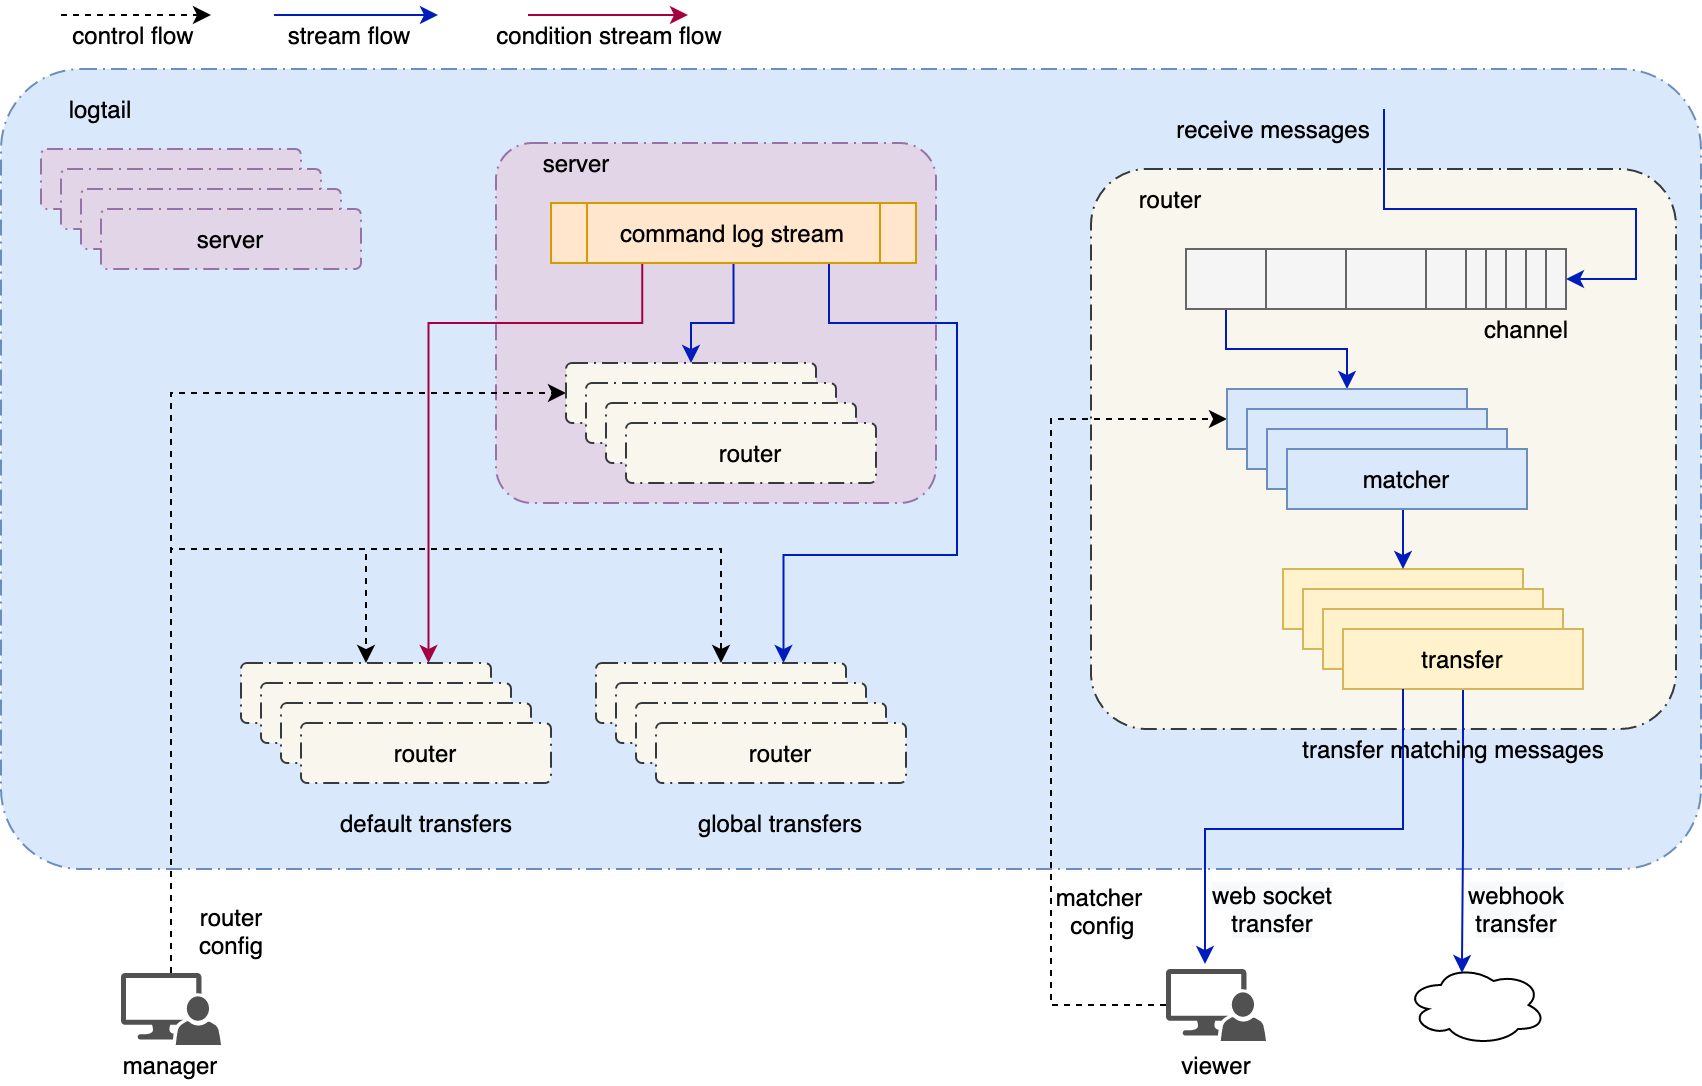 control flow
stream flow
condition stream flow
logtail
server
server
command log stream
router
receive messages
router
channel
matcher
transfer
transfer matching messages
router
router
default transfers
global transfers
router
config
manager
matcher
config
web socket
transfer
webhook
transfer
viewer